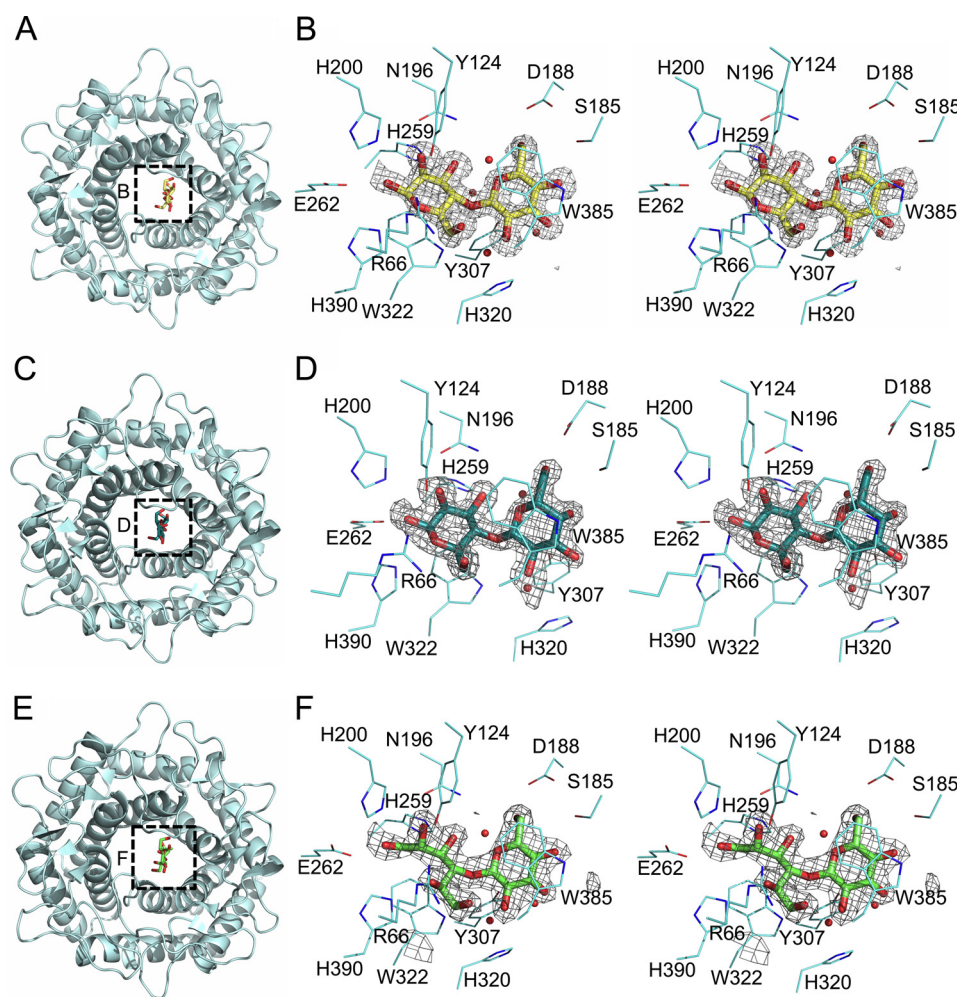 A
B
B
H200
N196
Y124
D188
S185
H259
E262
W385
R66
Y307
H390
W322
H320
H200
N196
Y124
D188
S185
H259
E262
W385
R66
Y307
H390
W322
H320
C
D
D
Y124
D188
H200
N196
S185
H259
E262
W385
R66
Y307
H390
W322
H320
Y124
D188
H200
N196
S185
H259
E262
W385
R66
Y307
H390
W322
H320
E
F
F
H200
N196
Y124
D188
S185
H259
E262
W385
R66
Y307
H390
W322
H320
H200
N196
Y124
D188
S185
H259
E262
W385
R66
Y307
H390
W322
H320